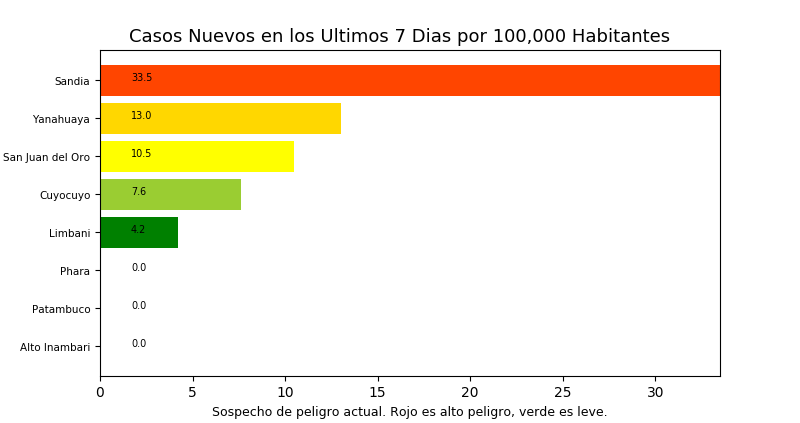 Casos Nuevos en los Ultimos 7 Dias por 100,000 Habitantes
Sandia 33.5
Yanahuaya 13.0
San Juan del Oro 10.5
Cuyocuyo 7.6
Limbani 4.2
Phara 0.0
Patambuco 0.0
Alto Inambari 0.0
0 5 10 15 20 25 30
Sospecho de peligro actual. Rojo es alto peligro, verde es leve.